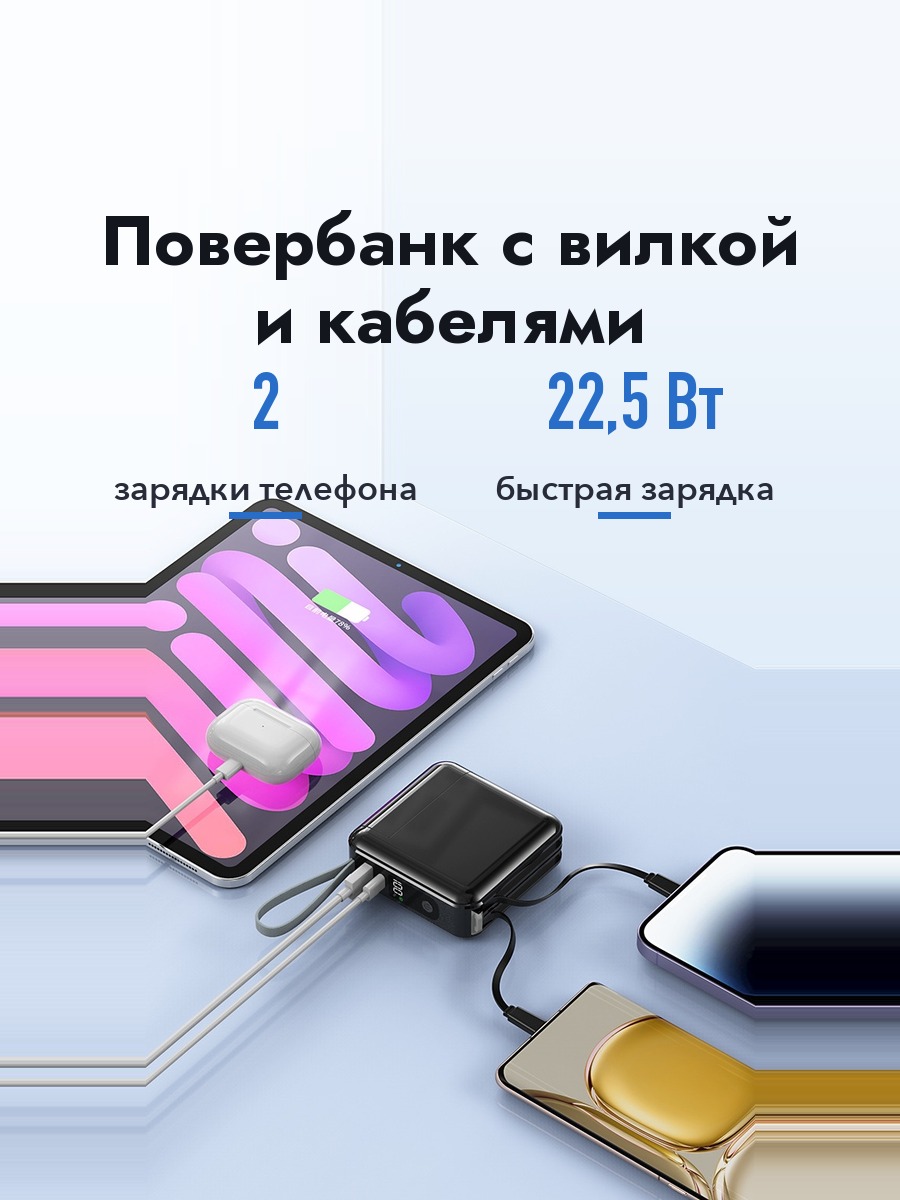 Повербанк с вилкой
и кабелями
2
22,5 Вт
зарядки телефона
быстрая зарядка